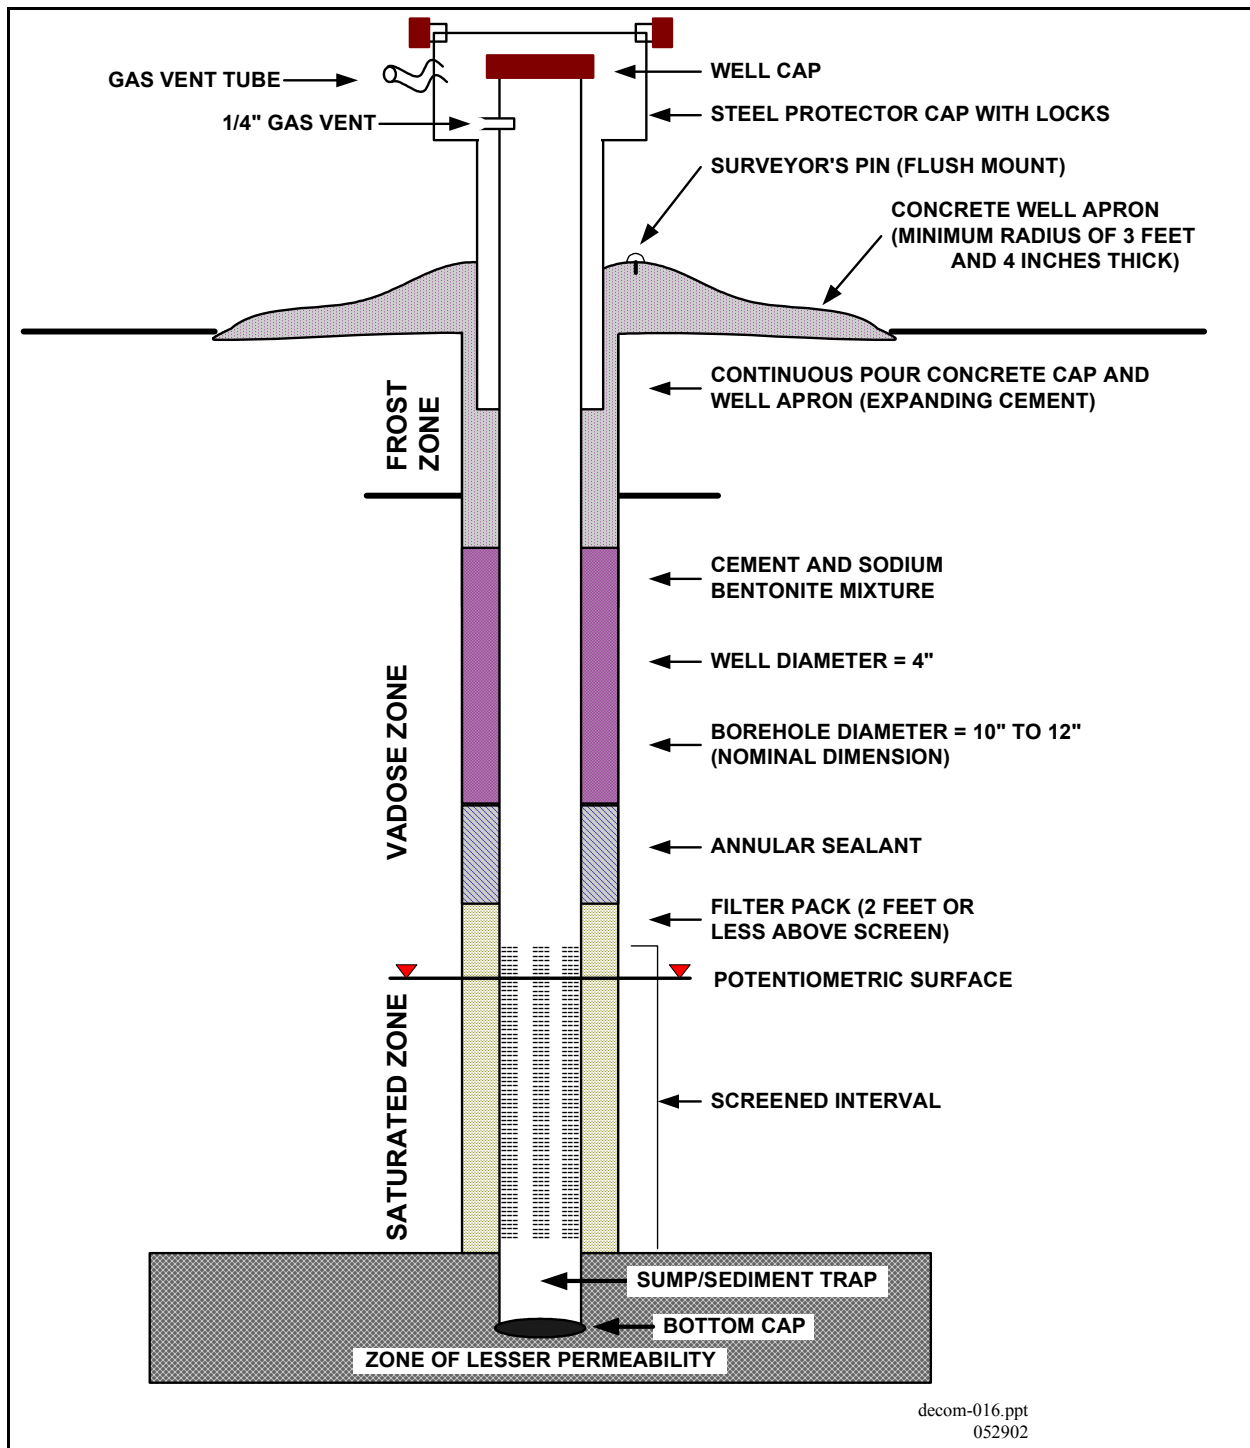 GAS VENT TUBE
1/4" GAS VENT
WELL CAP
STEEL PROTECTOR CAP WITH LOCKS
SURVEYOR'S PIN (FLUSH MOUNT)
CONCRETE WELL APRON
(MINIMUM RADIUS OF 3 FEET
AND 4 INCHES THICK)
FROST
ZONE
CONTINUOUS POUR CONCRETE CAP AND
WELL APRON (EXPANDING CEMENT)
CEMENT AND SODIUM
BENTONITE MIXTURE
WELL DIAMETER = 4"
VADOSE ZONE
BOREHOLE DIAMETER = 10" TO 12"
(NOMINAL DIMENSION)
ANNULAR SEALANT
FILTER PACK (2 FEET OR
LESS ABOVE SCREEN)
POTENTIOMETRIC SURFACE
SATURATED ZONE
SCREENED INTERVAL
SUMP/SEDIMENT TRAP
BOTTOM CAP
ZONE OF LESSER PERMEABILITY
decom-016.ppt
052902